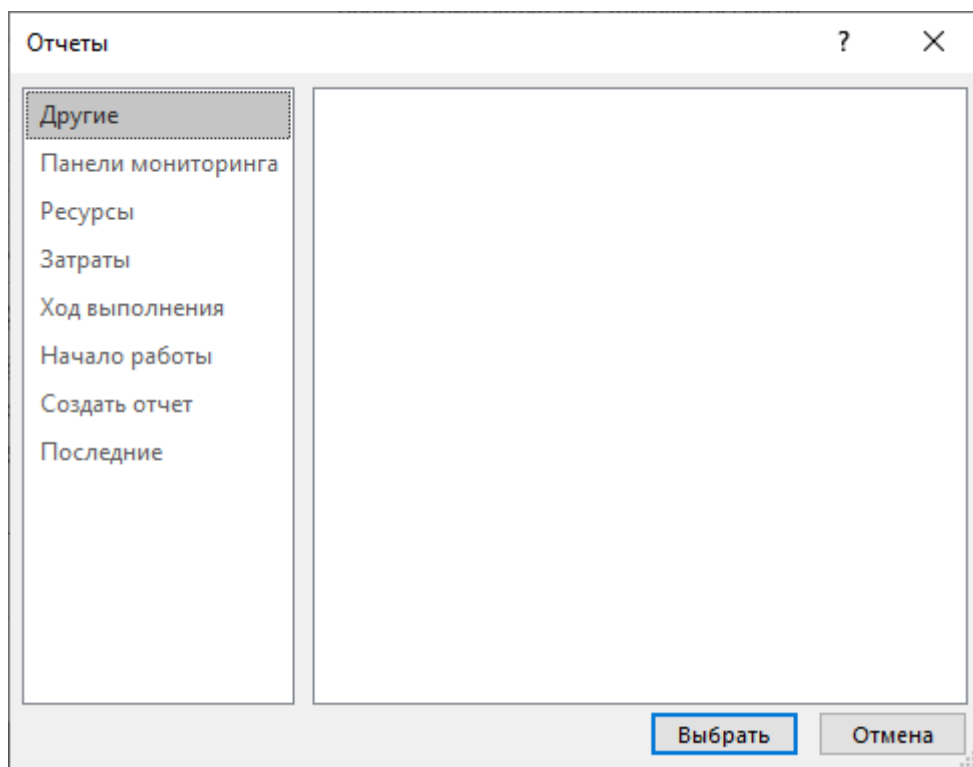 Отчеты
?
Другие
Панели мониторинга
Ресурсы
Затраты
Ход выполнения
Начало работы
Создать отчет
Последние
Выбрать
Отмена